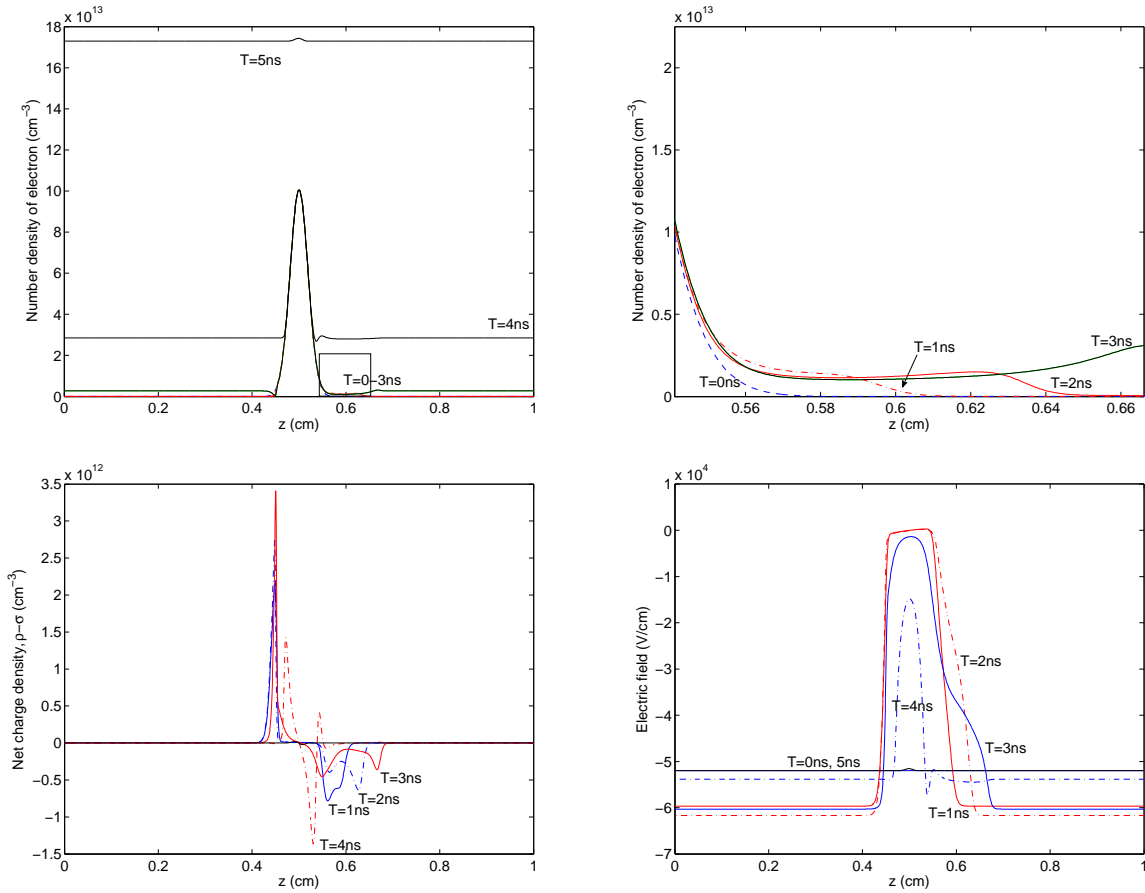 x 10^13
18
16
14
12
10
8
6
4
2
0
Number density of electron (cm^−3)
T=5ns
T=4ns
T=0−3ns
0 0.2 0.4 0.6 0.8 1
z (cm)
x 10^13
2
1.5
1
0.5
0
Number density of electron (cm^−3)
T=1ns
T=3ns
T=0ns
T=2ns
0.56 0.58 0.6 0.62 0.64 0.66
z (cm)
x 10^12
3.5
3
2.5
2
1.5
1
0.5
0
−0.5
−1
−1.5
Net charge density, ρ−σ (cm^−3)
T=3ns
T=2ns
T=1ns
T=4ns
0 0.2 0.4 0.6 0.8 1
z (cm)
x 10^4
1
0
−1
−2
−3
−4
−5
−6
−7
Electric field (V/cm)
T=2ns
T=4ns
T=3ns
T=0ns, 5ns
T=1ns
0 0.2 0.4 0.6 0.8 1
z (cm)